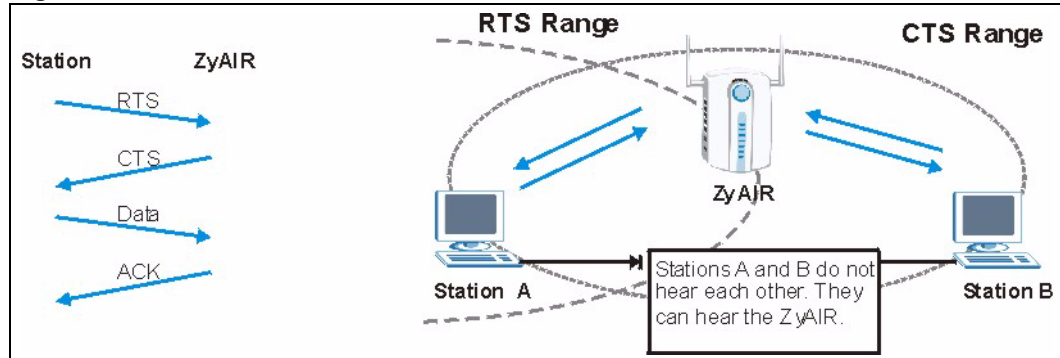 RTS Range
CTS Range
Station
ZyAIR
RTS
CTS
Data
ACK
ZyAIR
Station A
Stations A and B do not
hear each other. They
can hear the ZyAIR.
Station B